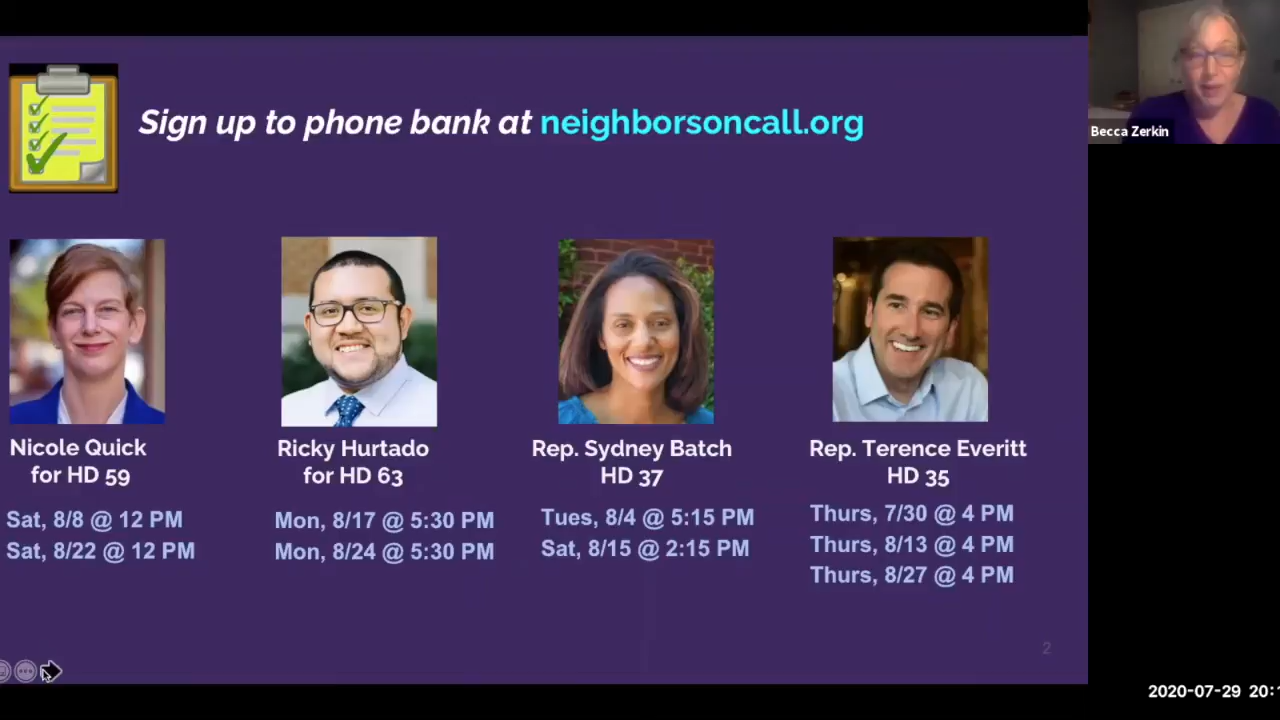 Sign up to phone bank at neighborsoncall.org
Becca Zerkin
Nicole Quick
for HD 59
Sat, 8/8 @ 12 PM
Sat, 8/22 @ 12 PM
Ricky Hurtado
for HD 63
Mon, 8/17 @ 5:30 PM
Mon, 8/24 @ 5:30 PM
Rep. Sydney Batch
HD 37
Tues, 8/4 @ 5:15 PM
Sat, 8/15 @ 2:15 PM
Rep. Terence Everitt
HD 35
Thurs, 7/30 @ 4 PM
Thurs, 8/13 @ 4 PM
Thurs, 8/27 @ 4 PM
2
2020-07-29